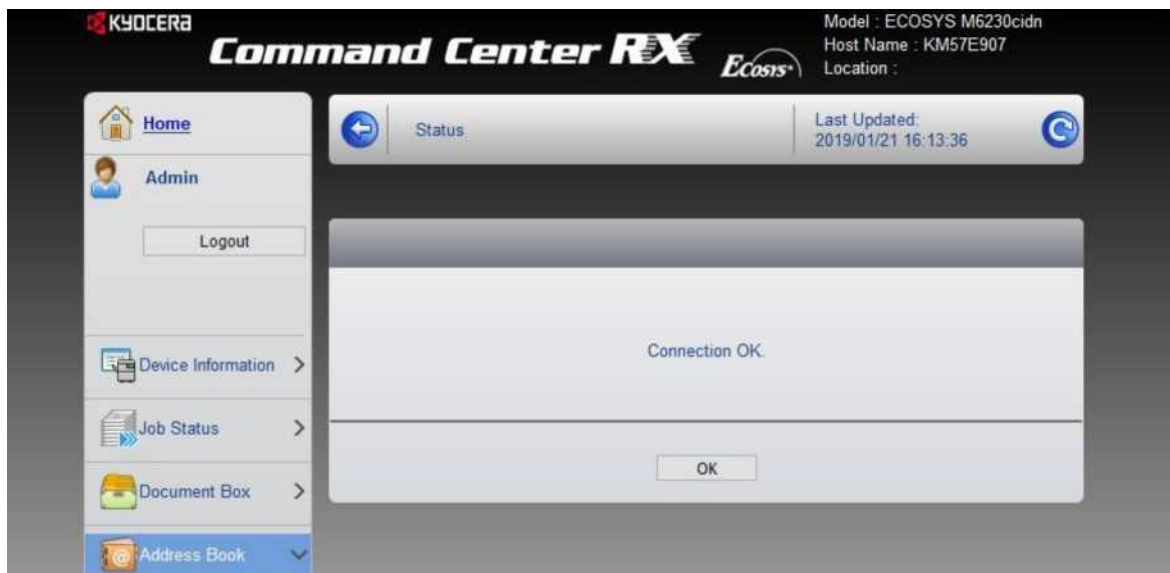 KYOCERA
Command Center RX
Ecosys
Model : ECOSYS M6230cidn
Host Name : KM57E907
Location :
Home
Status
Last Updated:
2019/01/21 16:13:36
Admin
Logout
Connection OK.
Device Information
Job Status
OK
Document Box
Address Book